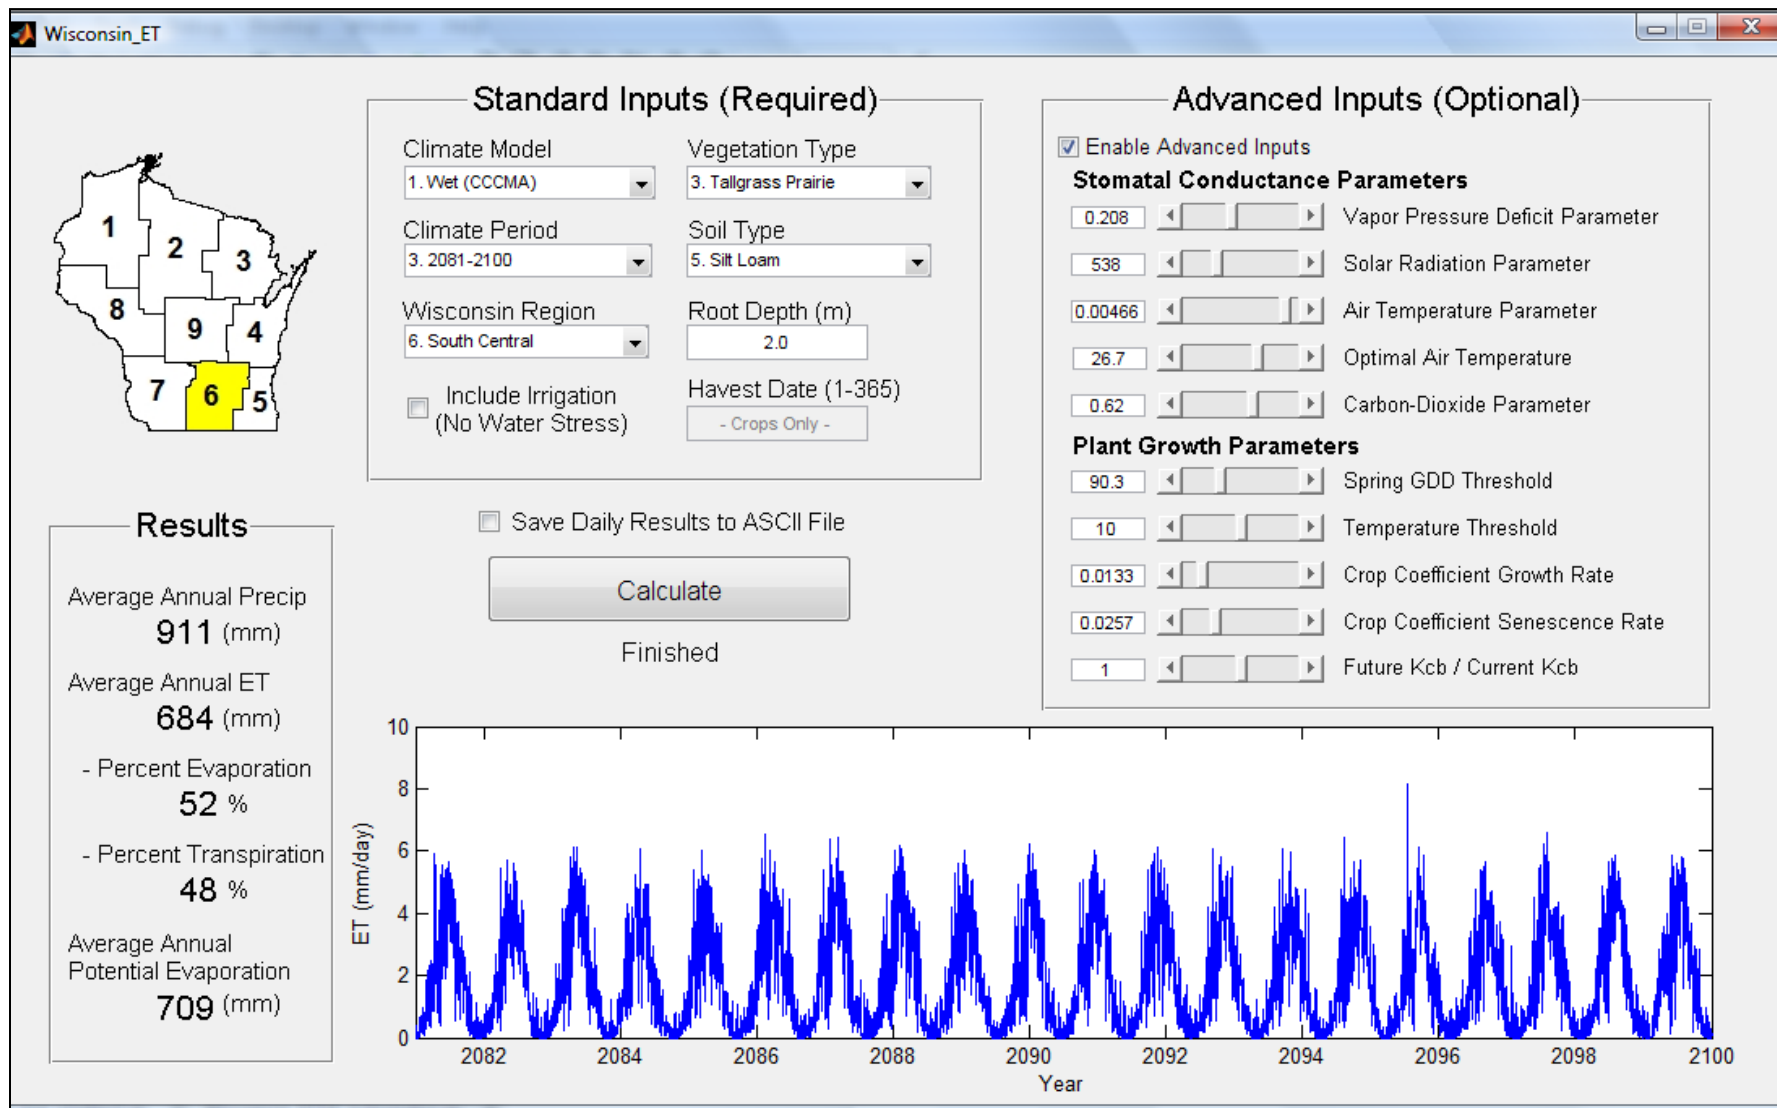 Wisconsin_ET
1
2
3
8
9
4
7
6
5
Standard Inputs (Required)
Climate Model
1. Wet (CCCMA)
Vegetation Type
3. Tallgrass Prairie
Climate Period
3. 2081-2100
Soil Type
5. Silt Loam
Wisconsin Region
6. South Central
Root Depth (m)
2.0
Include Irrigation
(No Water Stress)
Havest Date (1-365)
- Crops Only -
Advanced Inputs (Optional)
Enable Advanced Inputs
Stomatal Conductance Parameters
0.208 Vapor Pressure Deficit Parameter
538 Solar Radiation Parameter
0.00466 Air Temperature Parameter
26.7 Optimal Air Temperature
0.62 Carbon-Dioxide Parameter
Plant Growth Parameters
90.3 Spring GDD Threshold
10 Temperature Threshold
0.0133 Crop Coefficient Growth Rate
0.0257 Crop Coefficient Senescence Rate
1 Future Kcb / Current Kcb
Save Daily Results to ASCII File
Calculate
Finished
Results
Average Annual Precip
911 (mm)
Average Annual ET
684 (mm)
- Percent Evaporation
52 %
- Percent Transpiration
48 %
Average Annual
Potential Evaporation
709 (mm)
ET (mm/day)
10
8
6
4
2
0
2082 2084 2086 2088 2090 2092 2094 2096 2098 2100
Year